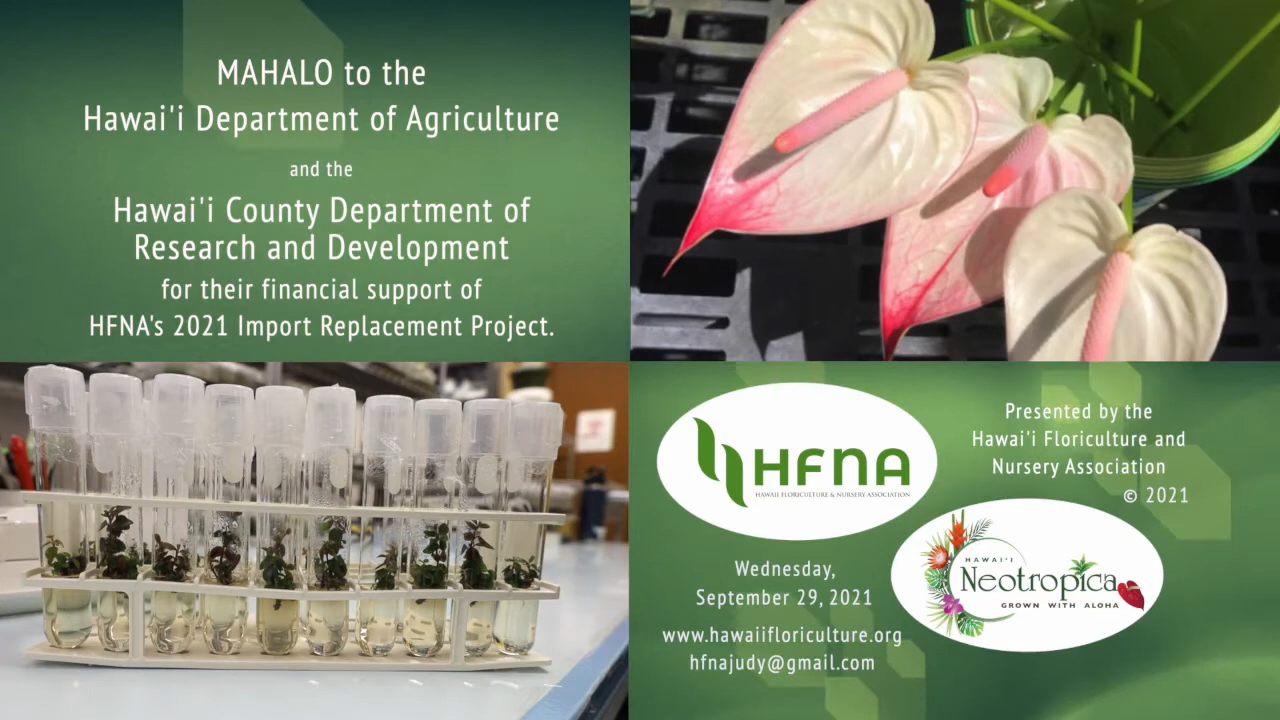 MAHALO to the
Hawai'i Department of Agriculture
and the
Hawai'i County Department of
Research and Development
for their financial support of
HFNA's 2021 Import Replacement Project.
HFNA
HAWAII FLORICULTURE & NURSERY ASSOCIATION
Presented by the
Hawai'i Floriculture and
Nursery Association
© 2021
HAWAI'I
Neotropica
GROWN WITH ALOHA
Wednesday,
September 29, 2021
www.hawaiifloriculture.org
hfnajudy@gmail.com